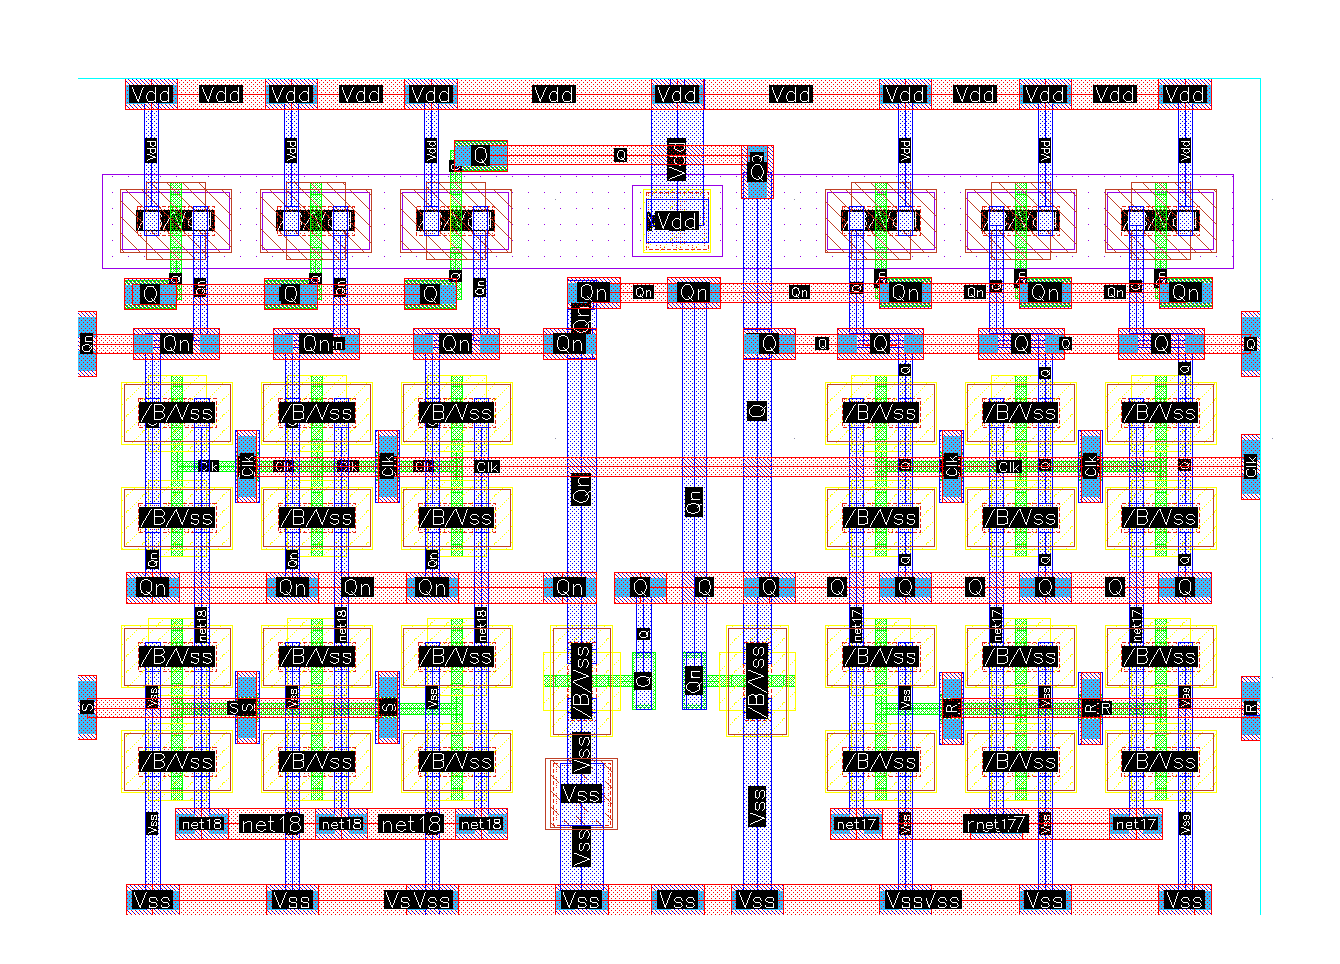 Vdd Vdd Vdd Vdd Vdd Vdd Vdd Vdd Vdd Vdd Vdd Vdd Vdd
Vdd Vdd Vdd Vdd Vdd Vdd Vdd
Q Q Q
Q Q
Vdd
Q Q Q Qn Qn Q Qn
Qn Qn Qn Q Q Q
Q Q Q Qn Qn Qn Qn Qn Qn Qn Qn Qn
Qn
Qn Qn Qn Qn Q Q Q Q Q Q Q
Q Q Q
/B/Vss /B/Vss /B/Vss Q /B/Vss /B/Vss /B/Vss
Clk Clk Clk Clk Clk Clk Clk Q Clk Clk Q Clk Q Clk
Qn Qn
/B/Vss /B/Vss /B/Vss /B/Vss /B/Vss /B/Vss
Qn Qn Qn Q Q Q
Qn Qn Qn Qn Qn Q Q Q Q Q Q Q Q Q
net18 net18 net18 Q net17 net17 net17
/B/Vss /B/Vss /B/Vss /B/Vss Q Qn /B/Vss /B/Vss /B/Vss /B/Vss
Vss Vss Vss Vss Vss Vss
S S S S R R R R
/B/Vss /B/Vss /B/Vss Vss /B/Vss /B/Vss /B/Vss
Vss Vss
Vss Vss Vss Vss Vss Vss Vss
net18 net18 net18 net18 net18 net17 rnet177 net17
Vss Vss VsVss Vss Vss Vss VssVss Vss Vss